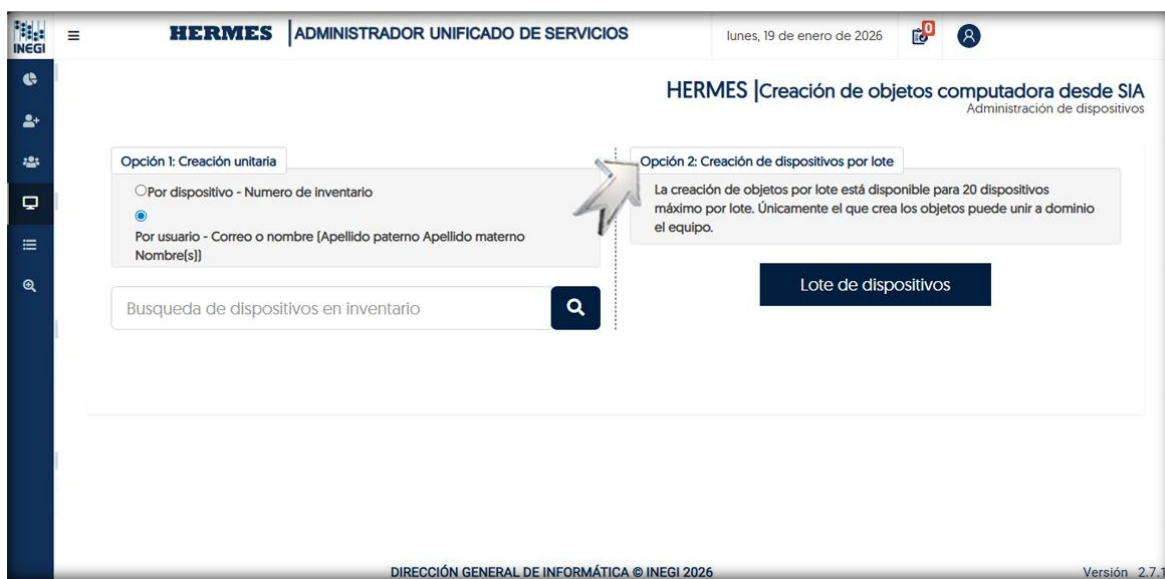 INEGI
HERMES |ADMINISTRADOR UNIFICADO DE SERVICIOS
lunes, 19 de enero de 2026
0
HERMES |Creación de objetos computadora desde SIA
Administración de dispositivos
Opción 1: Creación unitaria
Por dispositivo - Numero de inventario
Por usuario - Correo o nombre (Apellido paterno Apellido materno
Nombre(s))
Busqueda de dispositivos en inventario
Opción 2: Creación de dispositivos por lote
La creación de objetos por lote está disponible para 20 dispositivos
máximo por lote. Únicamente el que crea los objetos puede unir a dominio
el equipo.
Lote de dispositivos
DIRECCIÓN GENERAL DE INFORMÁTICA © INEGI 2026
Versión 2.7.1